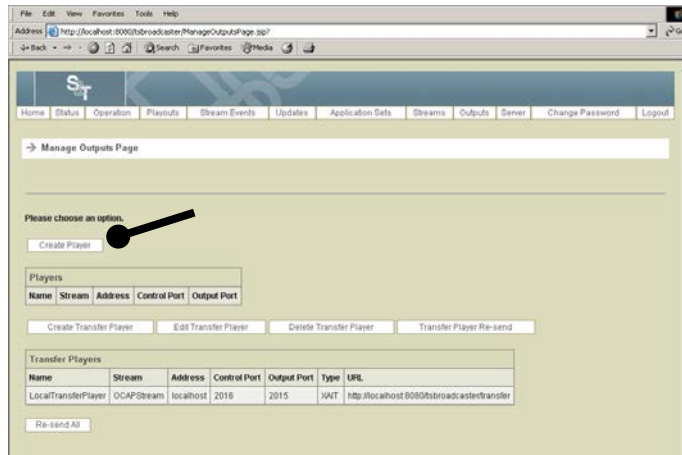 File Edit View Favorites Tools Help
Address http://localhost:8080/tsbroadcaster/ManageOutputsPage.jsp?
Back Search Favorites Media
S&T
Home Status Operation Playouts Stream Events Updates Application Sets Streams Outputs Server Change Password Logout
→ Manage Outputs Page
Please choose an option.
Create Player
Players
Name Stream Address Control Port Output Port
Create Transfer Player Edit Transfer Player Delete Transfer Player Transfer Player Re-send
Transfer Players
Name Stream Address Control Port Output Port Type URL
LocalTransferPlayer OCAPStream localhost 2016 2015 XAIT http://localhost:8080/tsbroadcaster/transfer
Re-send All